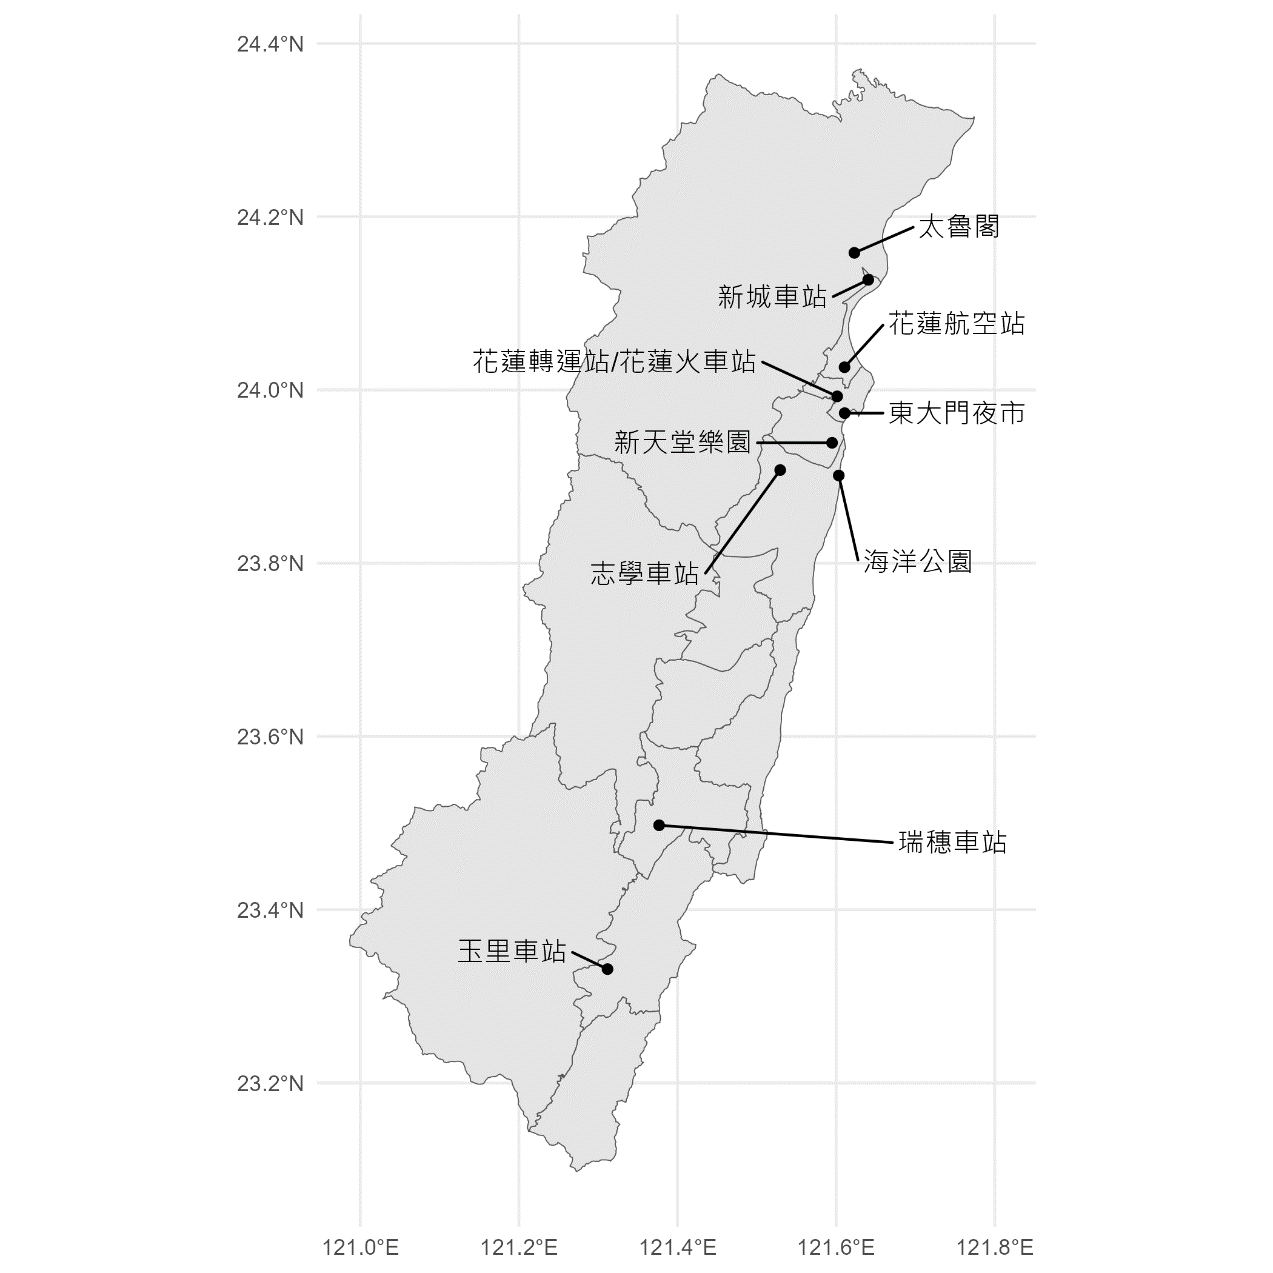 24.4°N
24.2°N
太魯閣
新城車站
花蓮航空站
花蓮轉運站/花蓮火車站
24.0°N
東大門夜市
新天堂樂園
23.8°N
海洋公園
志學車站
23.6°N
瑞穗車站
23.4°N
玉里車站
23.2°N
121.0°E
121.2°E
121.4°E
121.6°E
121.8°E